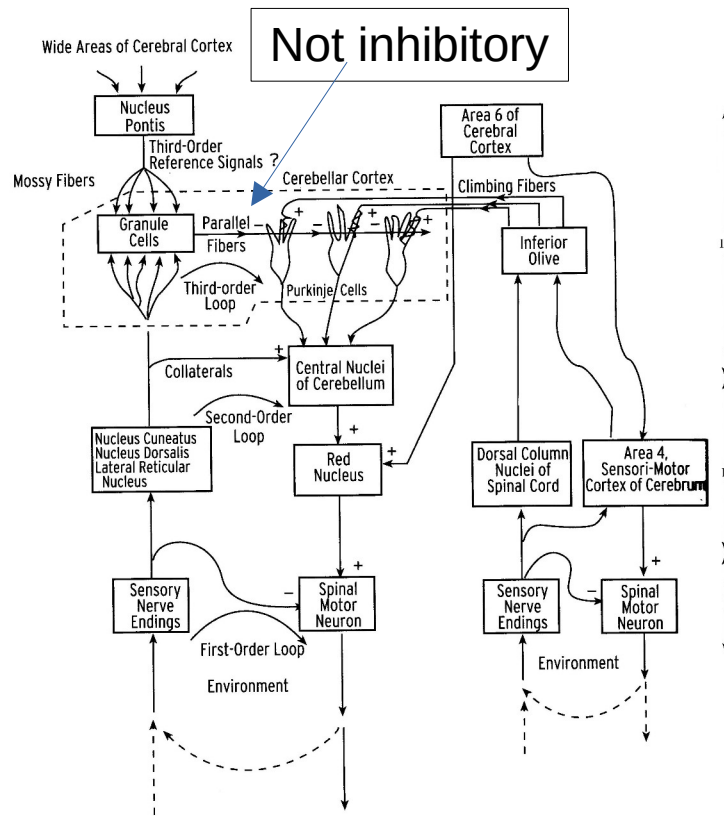 Not inhibitory
Wide Areas of Cerebral Cortex
Nucleus
Pontis
Third-Order
Reference Signals ?
Mossy Fibers
Cerebellar Cortex
Granule
Cells
Parallel
Fibers
−
+
−
+
−
+
Third-order
Loop
Purkinje Cells
Climbing Fibers
Area 6 of
Cerebral
Cortex
Inferior
Olive
Collaterals
+
Central Nuclei
of Cerebellum
Second-Order
Loop
+
+
Nucleus Cuneatus
Nucleus Dorsalis
Lateral Reticular
Nucleus
Red
Nucleus
Dorsal Column
Nuclei of
Spinal Cord
Area 4,
Sensori-Motor
Cortex of Cerebrum
+
−
Sensory
Nerve
Endings
Spinal
Motor
Neuron
First-Order Loop
Environment
+
−
Sensory
Nerve
Endings
Spinal
Motor
Neuron
Environment